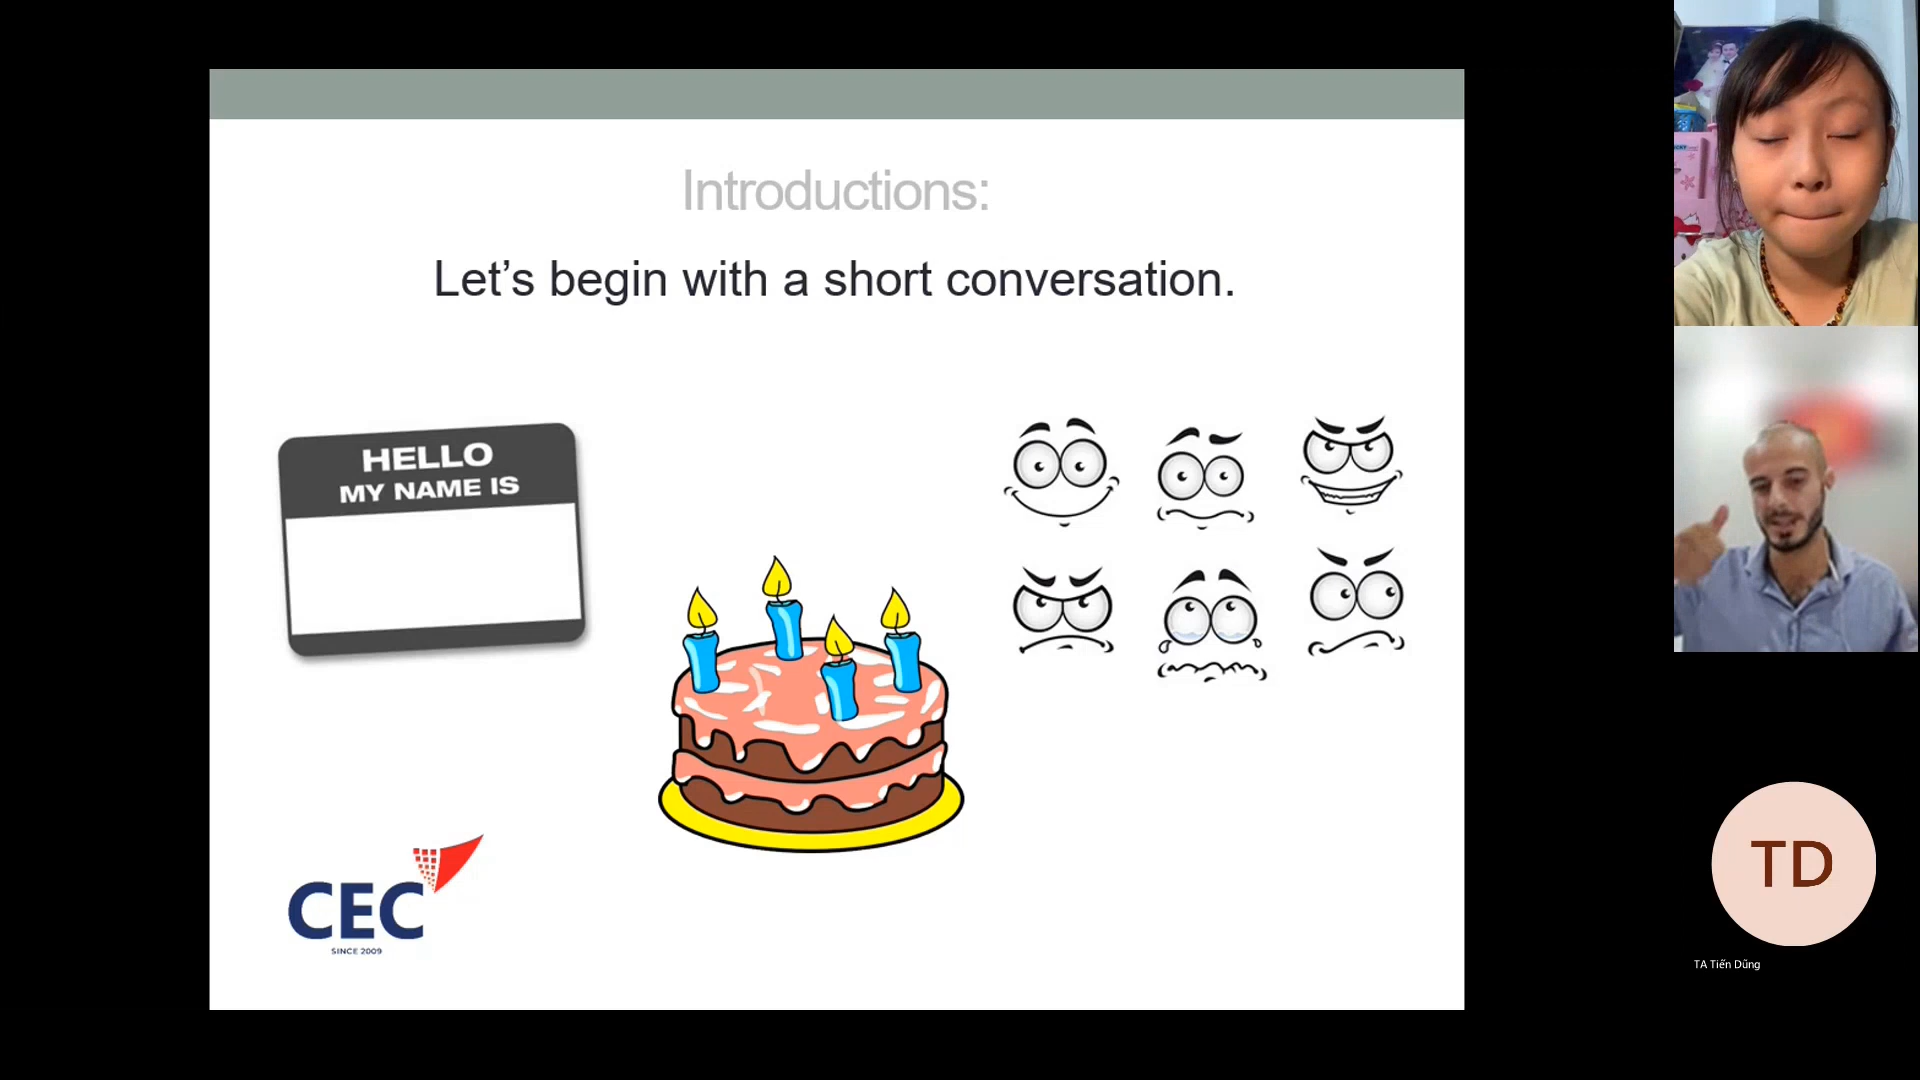 Introductions:
Let’s begin with a short conversation.
HELLO
MY NAME IS
CEC
SINCE 2009
TD
TA Tiến Dũng